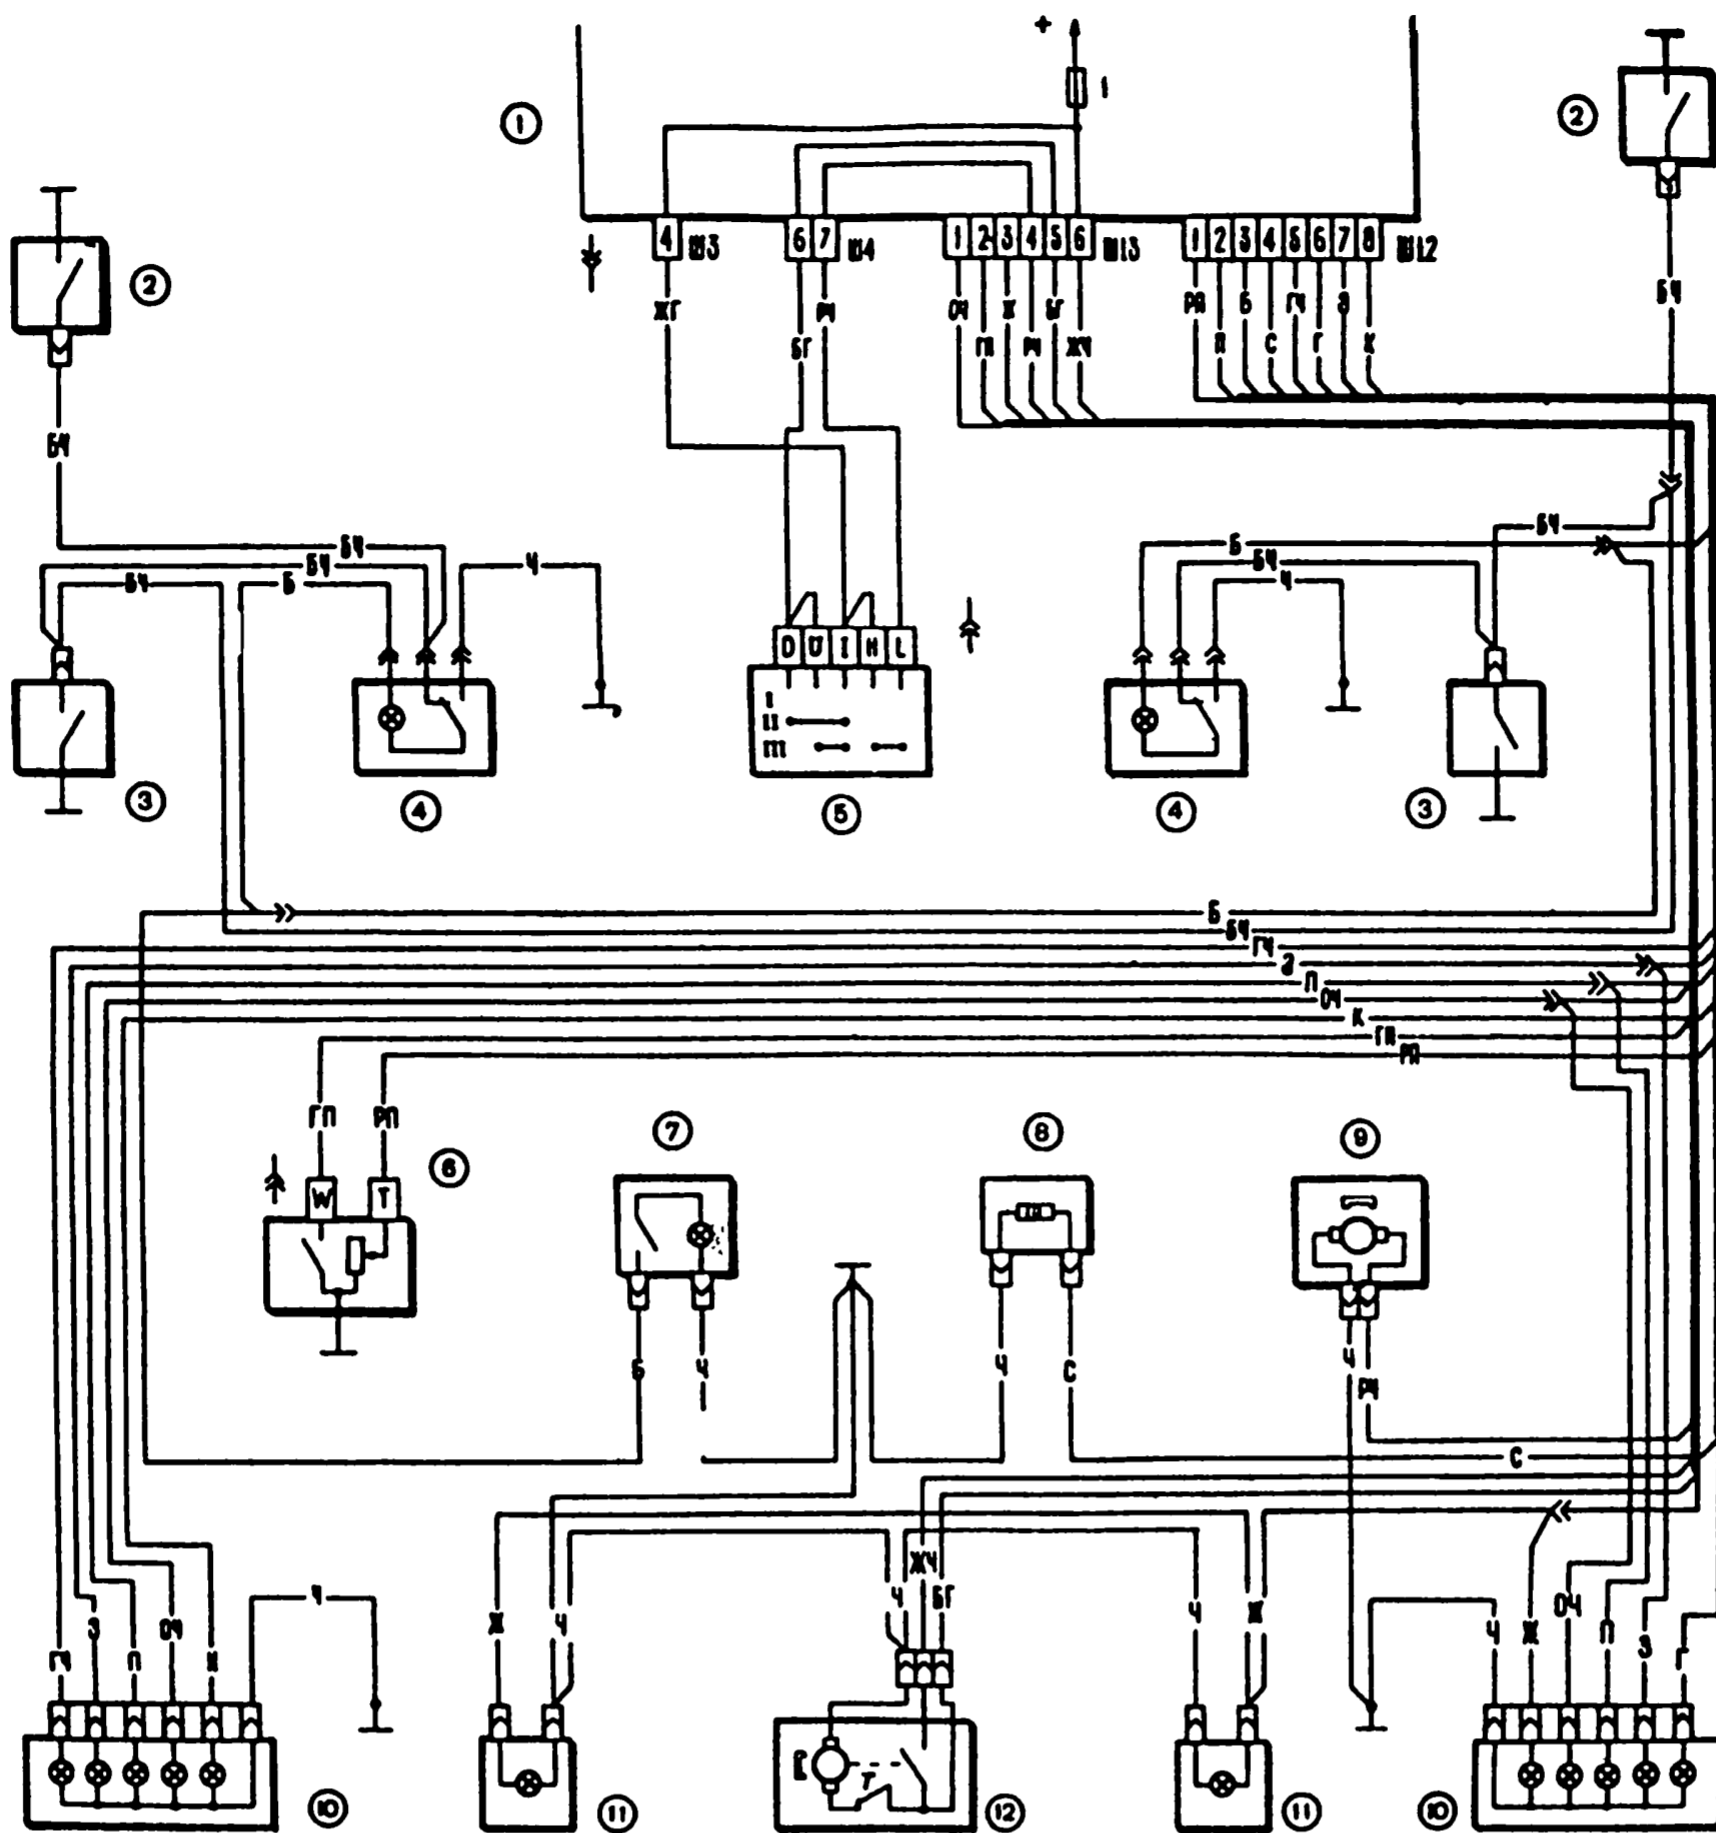 +
1
1
2
4 Ш3
6 7 Ш4
1 2 3 4 5 6 Ш13
1 2 3 4 5 6 7 8 Ш12
2
ЖГ
БГ
РЧ
ОЧ
ГП
Ж
РЧ
БГ
ЖЧ
РП
П
Б
С
ГЧ
Г
З
К
БЧ
БЧ
БЧ
БЧ
БЧ
Б
Ч
БЧ
Б
БЧ
Ч
D U I H L
I
II
III
3
4
5
4
3
Б
БЧ
ГЧ
З
П
ОЧ
К
ГП
РП
ГП
РП
7
8
9
6
W
T
Б
Ч
Ч
С
Ч
РЧ
С
ГЧ
З
П
ОЧ
К
Ч
Ж
Ч
Ч
ЖЧ
БГ
Ч
Ж
Ч
Ж
ОЧ
П
З
Г
T
10
11
12
11
10